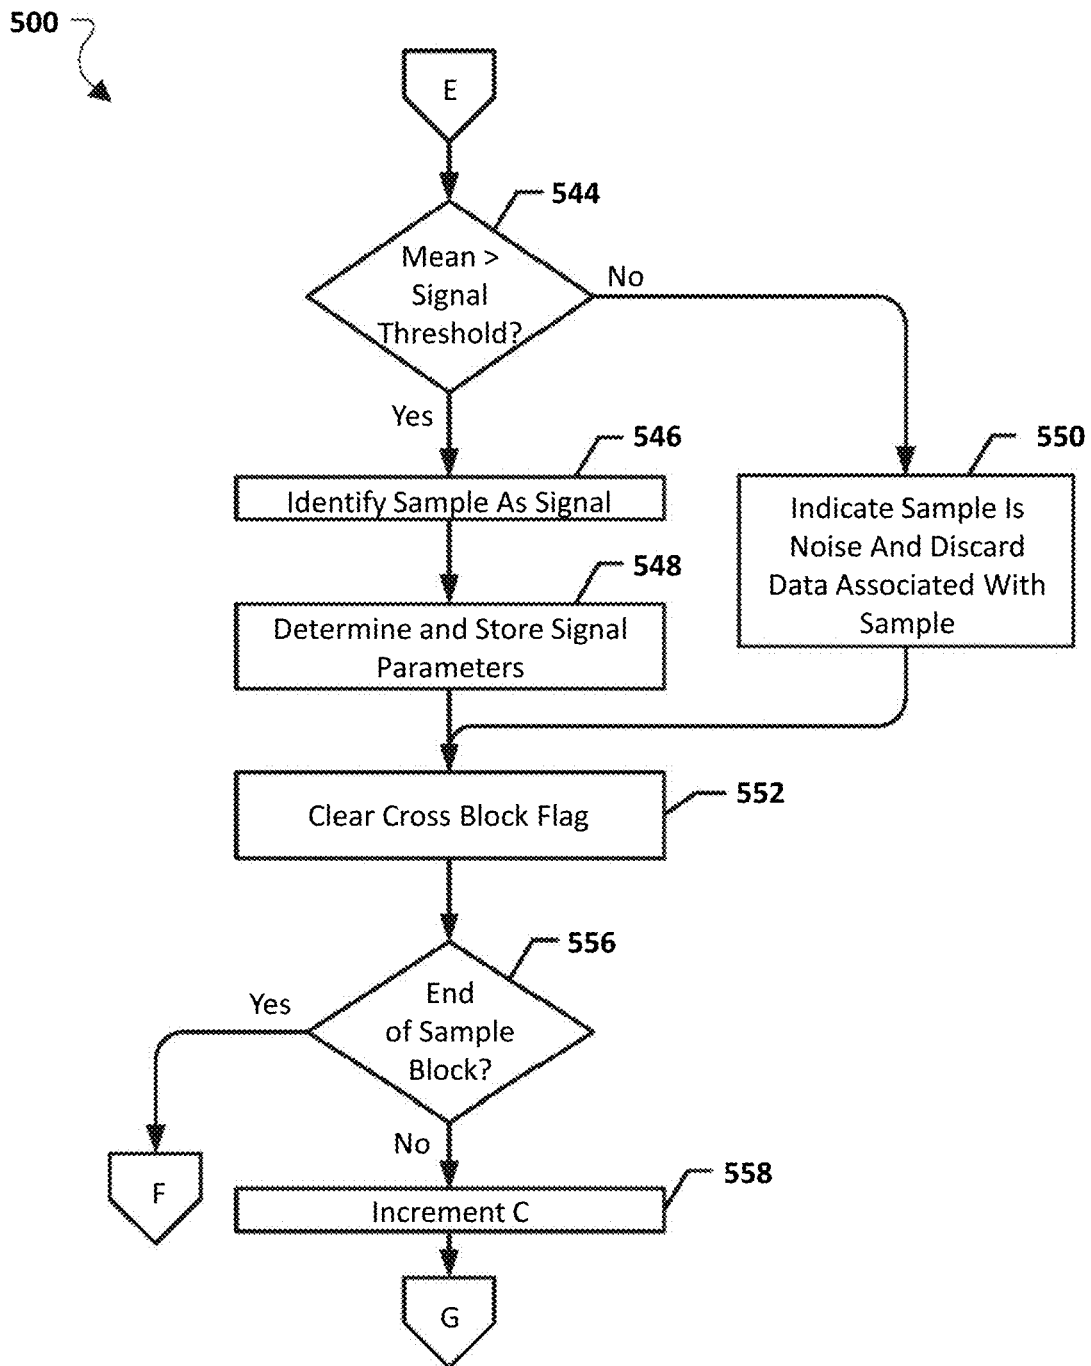 500
E
544
Mean >
Signal
Threshold?
No
Yes
546
Identify Sample As Signal
550
Indicate Sample Is
Noise And Discard
Data Associated With
Sample
548
Determine and Store Signal
Parameters
552
Clear Cross Block Flag
556
End
of Sample
Block?
Yes
No
F
558
Increment C
G